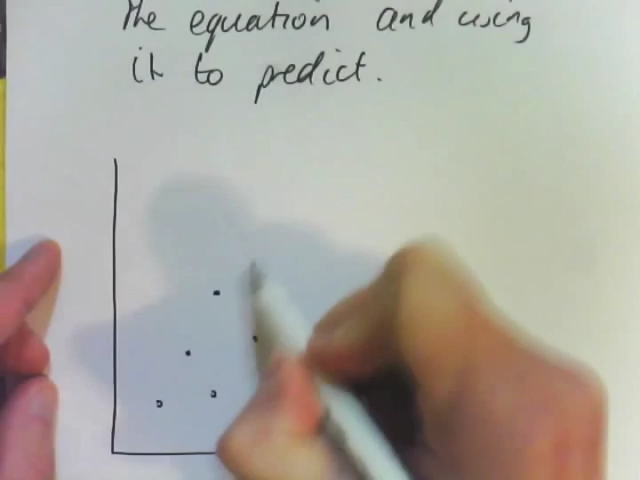 The equation and using
it to predict.